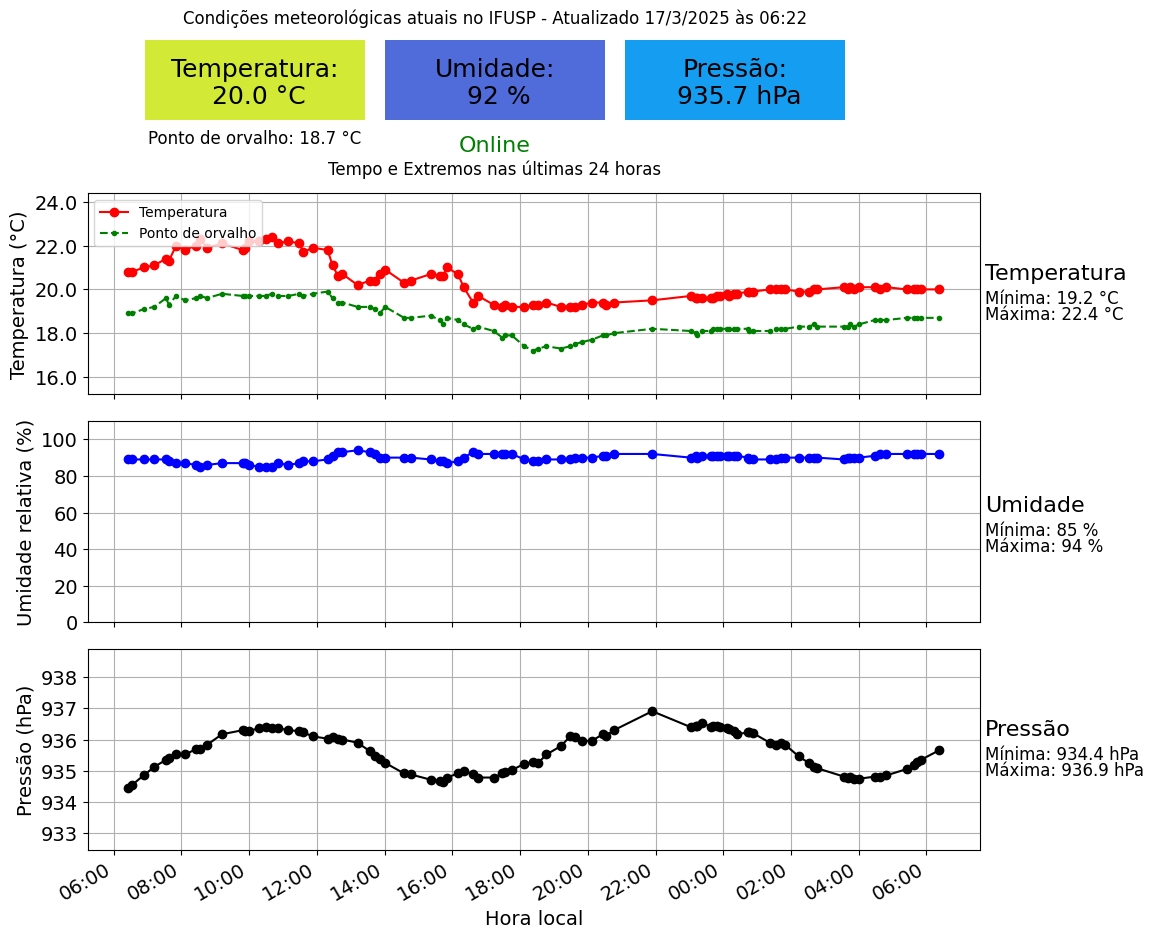 Condições meteorológicas atuais no IFUSP - Atualizado 17/3/2025 às 06:22
Temperatura:
20.0 °C
Umidade:
92 %
Pressão:
935.7 hPa
Ponto de orvalho: 18.7 °C
Online
Tempo e Extremos nas últimas 24 horas
Temperatura (°C)
24.0
22.0
20.0
18.0
16.0
Temperatura
Ponto de orvalho
Temperatura
Mínima: 19.2 °C
Máxima: 22.4 °C
Umidade relativa (%)
100
80
60
40
20
0
Umidade
Mínima: 85 %
Máxima: 94 %
Pressão (hPa)
938
937
936
935
934
933
Pressão
Mínima: 934.4 hPa
Máxima: 936.9 hPa
06:00
08:00
10:00
12:00
14:00
16:00
18:00
20:00
22:00
00:00
02:00
04:00
06:00
Hora local